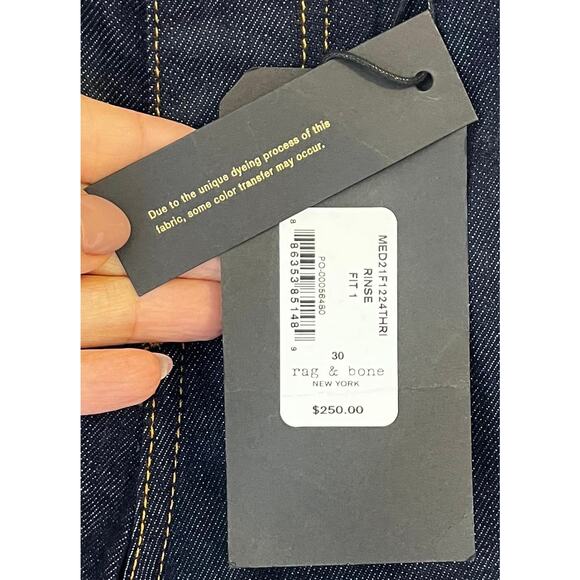 Due to the unique dyeing process of this
fabric, some color transfer may occur.
MED21F1224THRI
RINSE
FIT 1
PO-00056460
8 86353 85148 9
30
rag & bone
NEW YORK
$250.00